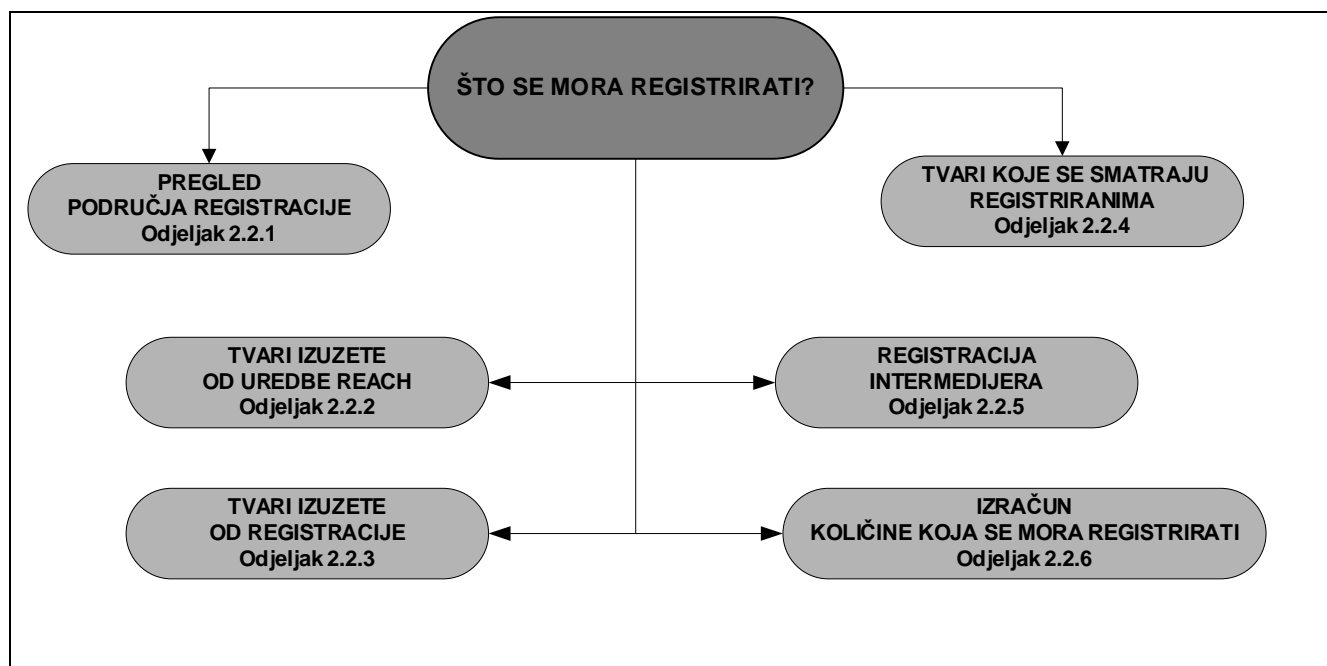 ŠTO SE MORA REGISTRIRATI?
PREGLED
PODRUČJA REGISTRACIJE
Odjeljak 2.2.1
TVARI KOJE SE SMATRAJU
REGISTRIRANIMA
Odjeljak 2.2.4
TVARI IZUZETE
OD UREDBE REACH
Odjeljak 2.2.2
REGISTRACIJA
INTERMEDIJERA
Odjeljak 2.2.5
TVARI IZUZETE
OD REGISTRACIJE
Odjeljak 2.2.3
IZRAČUN
KOLIČINE KOJA SE MORA REGISTRIRATI
Odjeljak 2.2.6